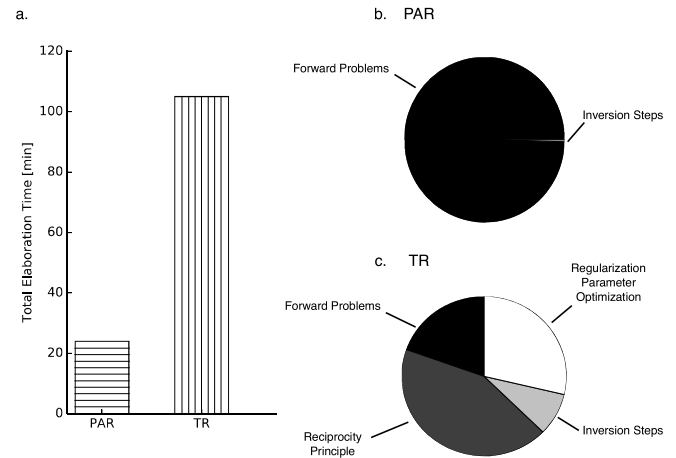 a.
120
100
80
60
40
20
0
Total Elaboration Time [min]
PAR
TR
b. PAR
Forward Problems
Inversion Steps
c. TR
Regularization
Parameter
Optimization
Forward Problems
Reciprocity
Principle
Inversion Steps